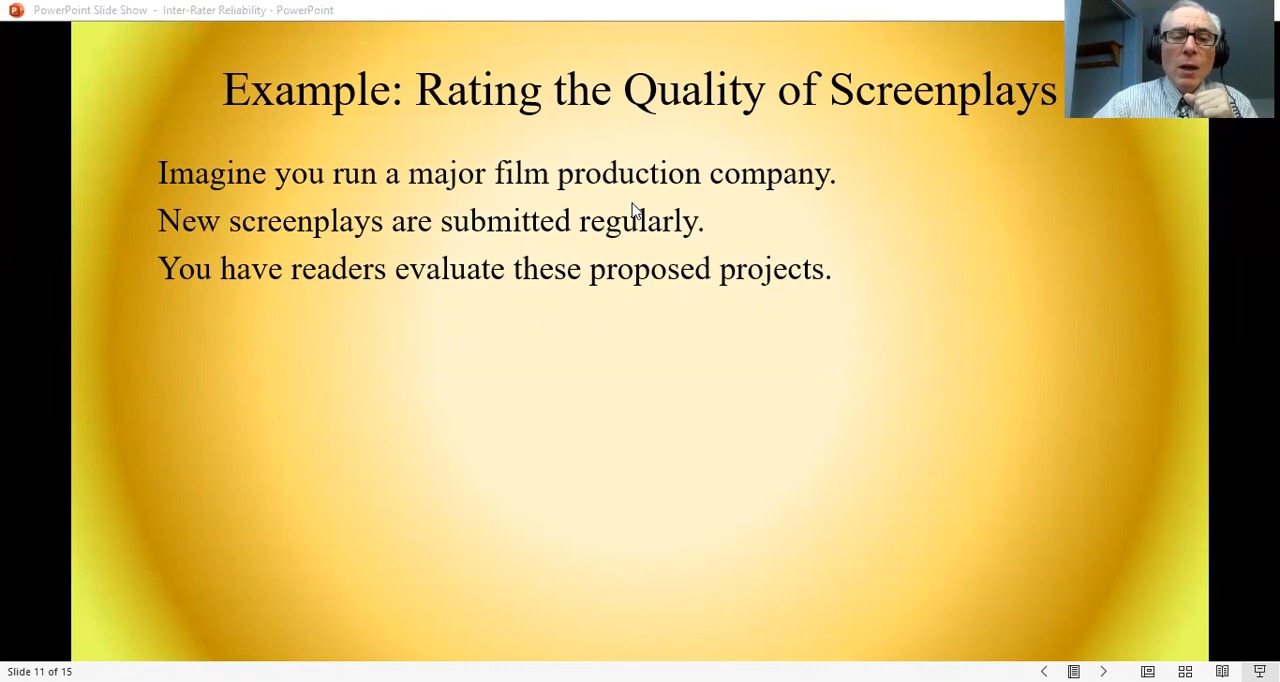 PowerPoint Slide Show - Inter-Rater Reliability - PowerPoint
Example: Rating the Quality of Screenplays
Imagine you run a major film production company.
New screenplays are submitted regularly.
You have readers evaluate these proposed projects.
Slide 11 of 15